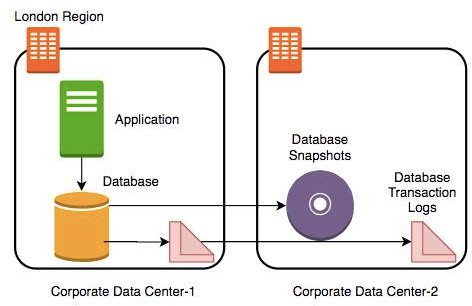 London Region
Application
Database
Database
Snapshots
Database
Transaction
Logs
Corporate Data Center-1
Corporate Data Center-2